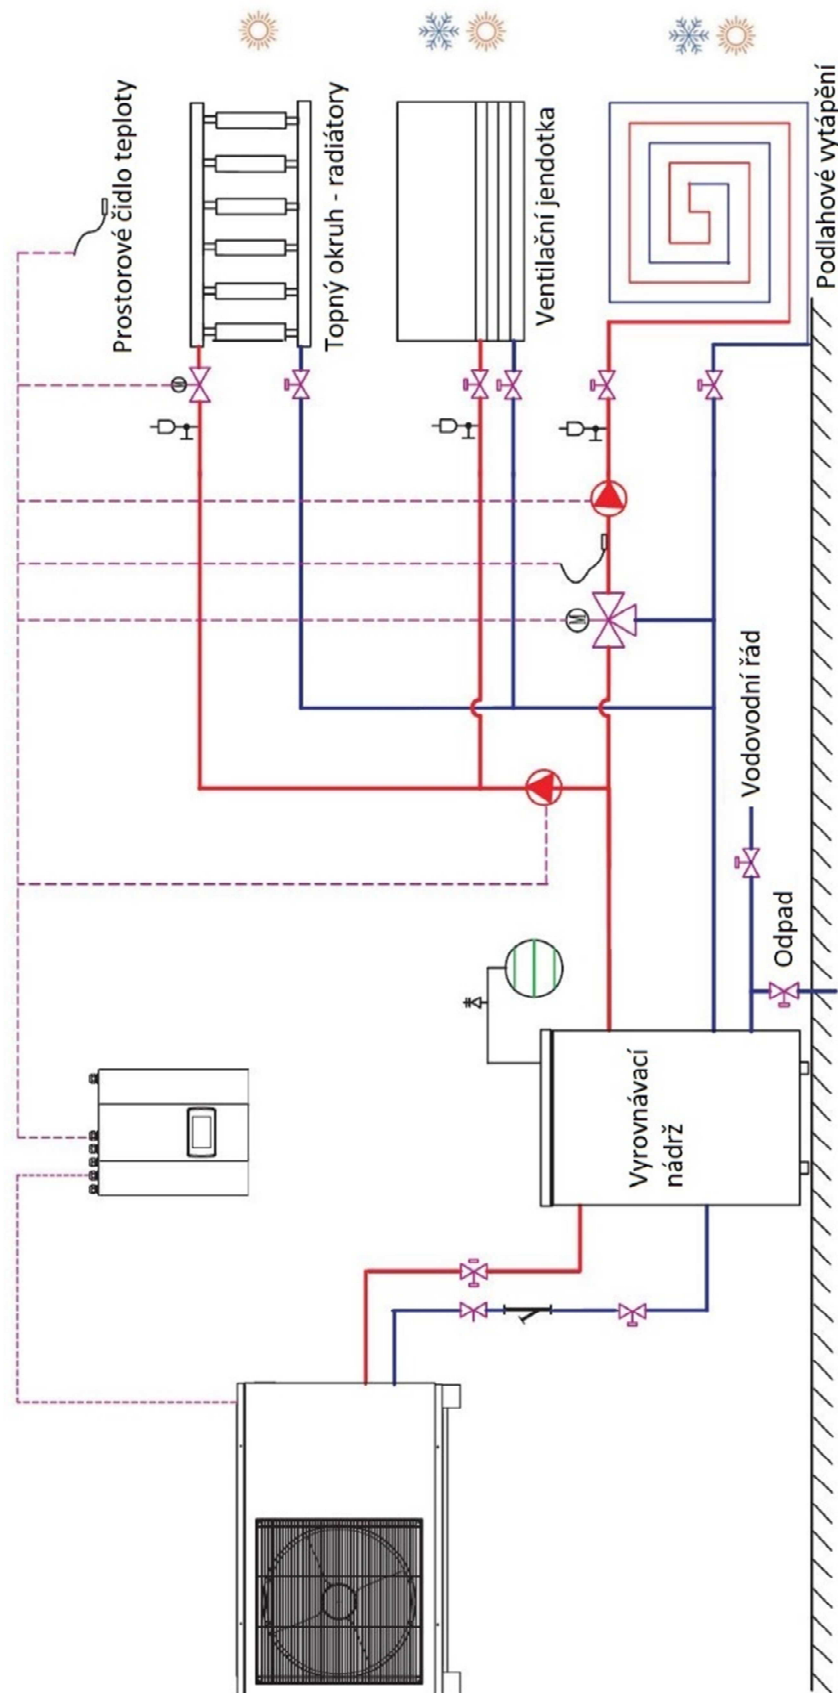 Prostorové čidlo teploty
M
Topný okruh - radiátory
Ventilační jendotka
Podlahové vytápění
M
Vodovodní řád
Odpad
Vyrovnávací
nádrž